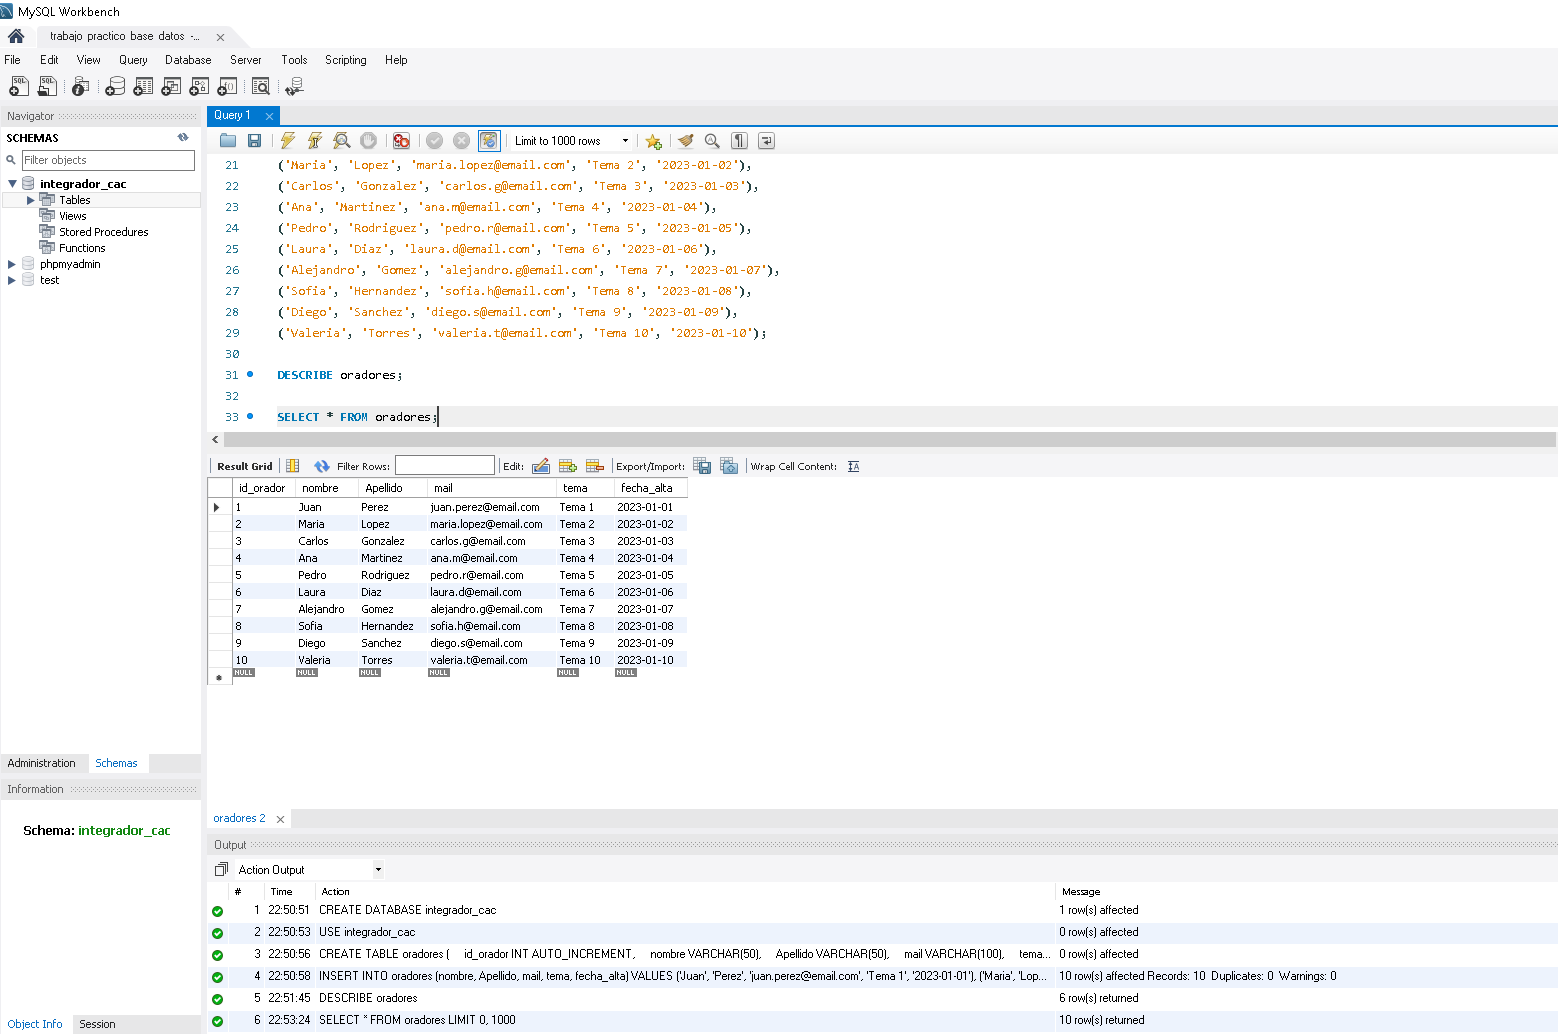 MySQL Workbench
trabajo practico base datos -...
File Edit View Query Database Server Tools Scripting Help
Navigator
SCHEMAS
Filter objects
integrador_cac
Tables
Views
Stored Procedures
Functions
phpmyadmin
test
Administration Schemas
Information
Schema: integrador_cac
Object Info Session
Query 1
Limit to 1000 rows
21 ('Maria', 'Lopez', 'maria.lopez@email.com', 'Tema 2', '2023-01-02'),
22 ('Carlos', 'Gonzalez', 'carlos.g@email.com', 'Tema 3', '2023-01-03'),
23 ('Ana', 'Martinez', 'ana.m@email.com', 'Tema 4', '2023-01-04'),
24 ('Pedro', 'Rodriguez', 'pedro.r@email.com', 'Tema 5', '2023-01-05'),
25 ('Laura', 'Diaz', 'laura.d@email.com', 'Tema 6', '2023-01-06'),
26 ('Alejandro', 'Gomez', 'alejandro.g@email.com', 'Tema 7', '2023-01-07'),
27 ('Sofia', 'Hernandez', 'sofia.h@email.com', 'Tema 8', '2023-01-08'),
28 ('Diego', 'Sanchez', 'diego.s@email.com', 'Tema 9', '2023-01-09'),
29 ('Valeria', 'Torres', 'valeria.t@email.com', 'Tema 10', '2023-01-10');
30
31 DESCRIBE oradores;
32
33 SELECT * FROM oradores;
Result Grid Filter Rows: Edit: Export/Import: Wrap Cell Content:
id_orador nombre Apellido mail tema fecha_alta
1 Juan Perez juan.perez@email.com Tema 1 2023-01-01
2 Maria Lopez maria.lopez@email.com Tema 2 2023-01-02
3 Carlos Gonzalez carlos.g@email.com Tema 3 2023-01-03
4 Ana Martinez ana.m@email.com Tema 4 2023-01-04
5 Pedro Rodriguez pedro.r@email.com Tema 5 2023-01-05
6 Laura Diaz laura.d@email.com Tema 6 2023-01-06
7 Alejandro Gomez alejandro.g@email.com Tema 7 2023-01-07
8 Sofia Hernandez sofia.h@email.com Tema 8 2023-01-08
9 Diego Sanchez diego.s@email.com Tema 9 2023-01-09
10 Valeria Torres valeria.t@email.com Tema 10 2023-01-10
NULL NULL NULL NULL NULL NULL
oradores 2
Output
Action Output
# Time Action Message
1 22:50:51 CREATE DATABASE integrador_cac 1 row(s) affected
2 22:50:53 USE integrador_cac 0 row(s) affected
3 22:50:56 CREATE TABLE oradores ( id_orador INT AUTO_INCREMENT, nombre VARCHAR(50), Apellido VARCHAR(50), mail VARCHAR(100), tema... 0 row(s) affected
4 22:50:58 INSERT INTO oradores (nombre, Apellido, mail, tema, fecha_alta) VALUES ('Juan', 'Perez', 'juan.perez@email.com', 'Tema 1', '2023-01-01'), ('Maria', 'Lop... 10 row(s) affected Records: 10 Duplicates: 0 Warnings: 0
5 22:51:45 DESCRIBE oradores 6 row(s) returned
6 22:53:24 SELECT * FROM oradores LIMIT 0, 1000 10 row(s) returned